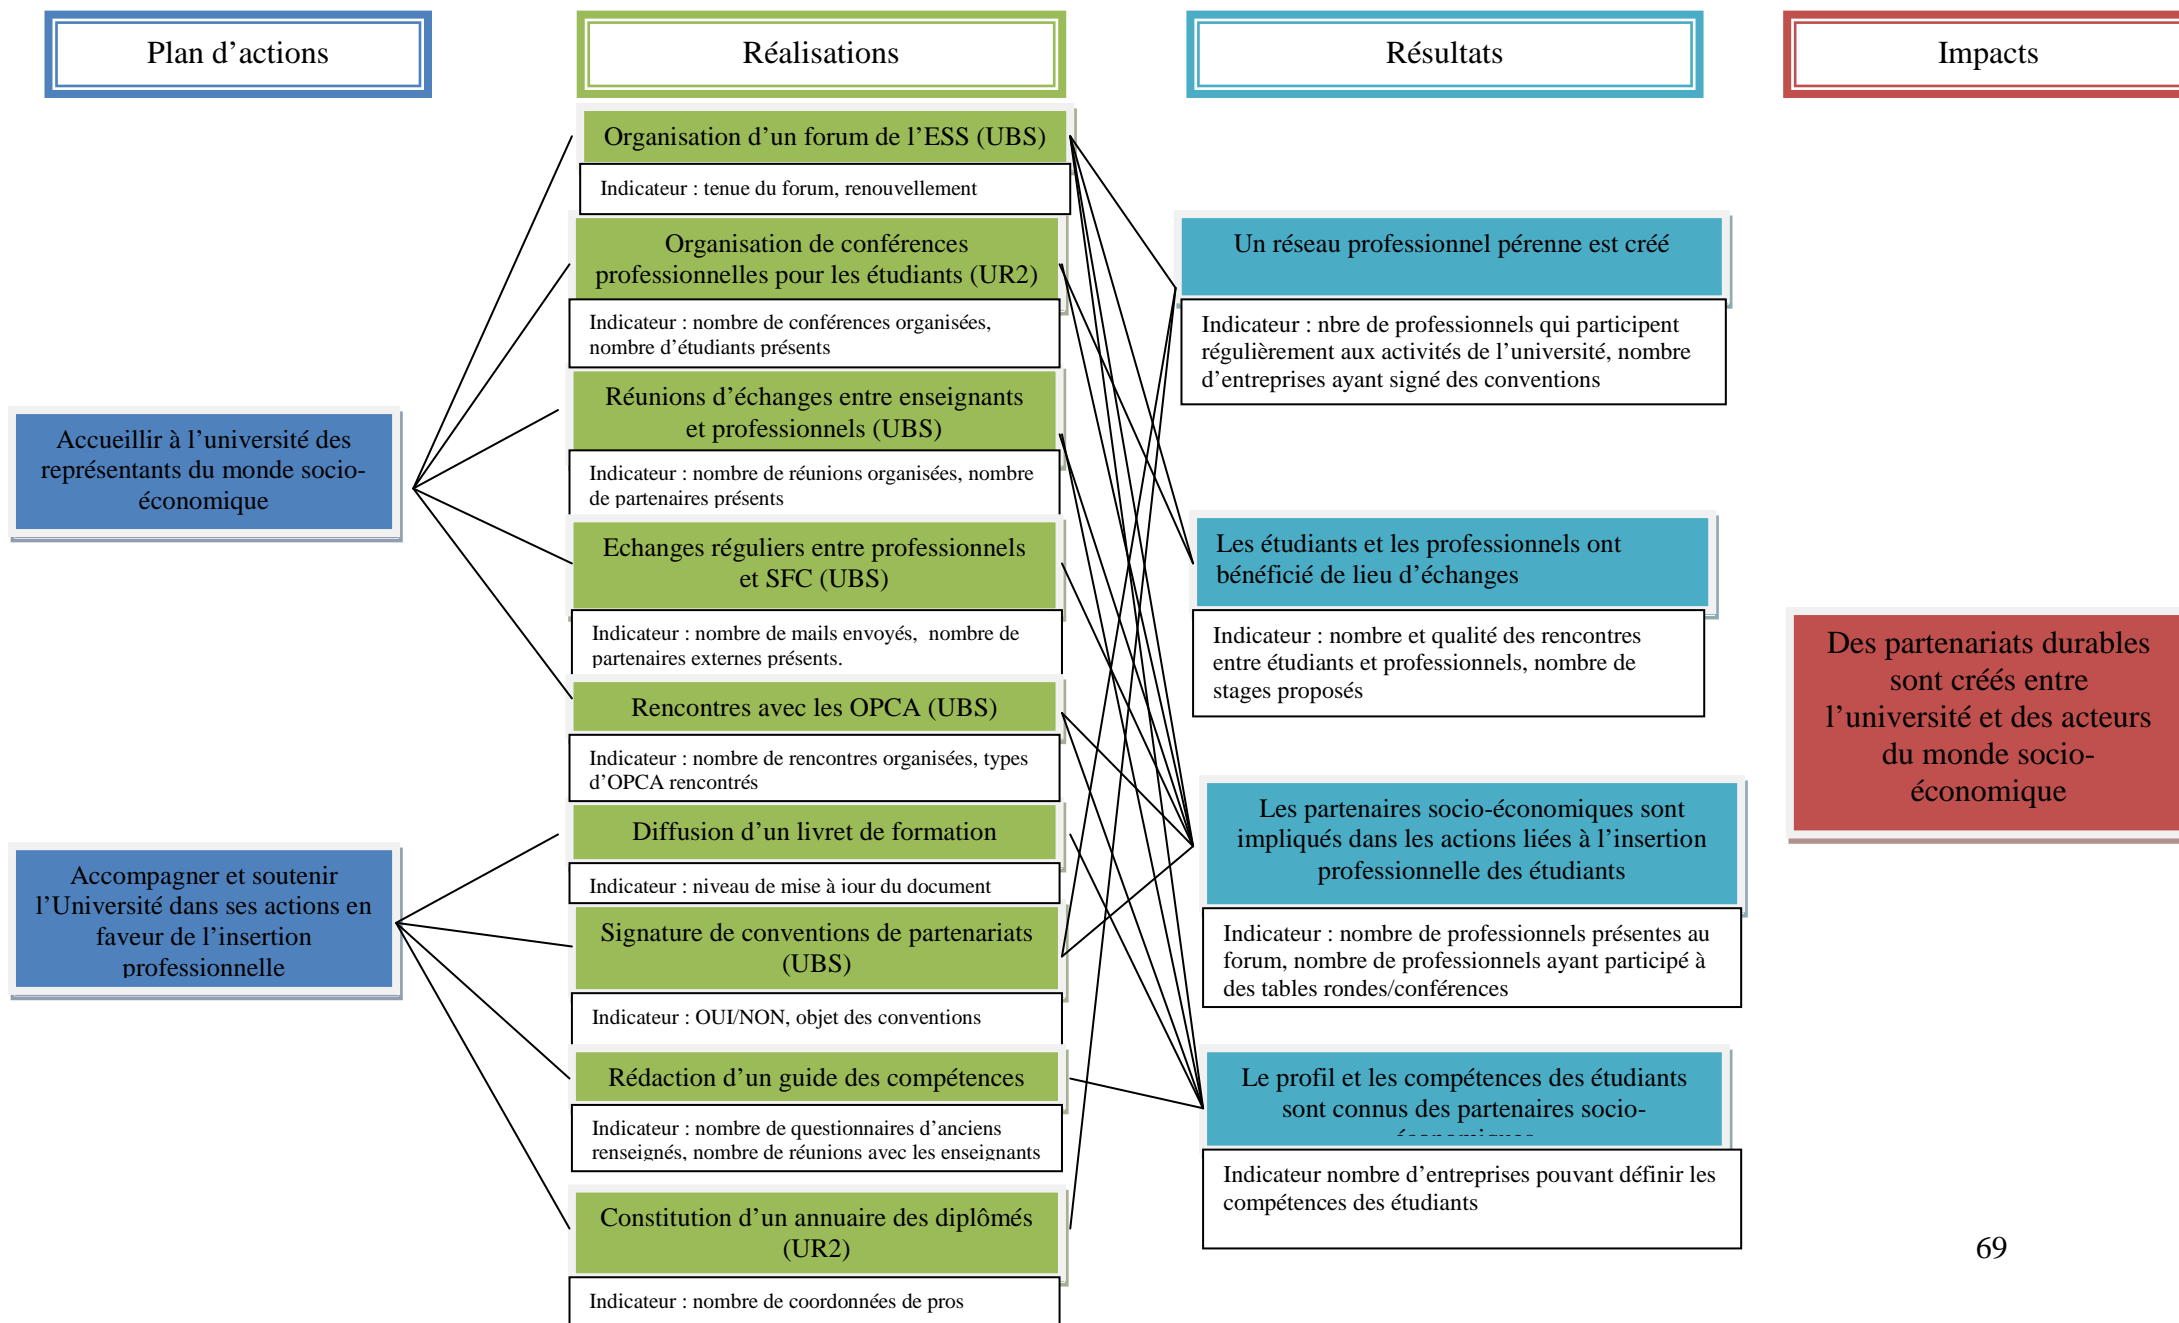 Plan d’actions
Réalisations
Résultats
Impacts
Organisation d’un forum de l’ESS (UBS)
Indicateur : tenue du forum, renouvellement
Organisation de conférences
professionnelles pour les étudiants (UR2)
Indicateur : nombre de conférences organisées,
nombre d’étudiants présents
Réunions d’échanges entre enseignants
et professionnels (UBS)
Indicateur : nombre de réunions organisées, nombre
de partenaires présents
Echanges réguliers entre professionnels
et SFC (UBS)
Indicateur : nombre de mails envoyés, nombre de
partenaires externes présents.
Rencontres avec les OPCA (UBS)
Indicateur : nombre de rencontres organisées, types
d’OPCA rencontrés
Diffusion d’un livret de formation
Indicateur : niveau de mise à jour du document
Signature de conventions de partenariats
(UBS)
Indicateur : OUI/NON, objet des conventions
Rédaction d’un guide des compétences
Indicateur : nombre de questionnaires d’anciens
renseignés, nombre de réunions avec les enseignants
Constitution d’un annuaire des diplômés
(UR2)
Indicateur : nombre de coordonnées de pros
Accueillir à l’université des
représentants du monde socio-
économique
Accompagner et soutenir
l’Université dans ses actions en
faveur de l’insertion
professionnelle
Un réseau professionnel pérenne est créé
Indicateur : nbre de professionnels qui participent
régulièrement aux activités de l’université, nombre
d’entreprises ayant signé des conventions
Les étudiants et les professionnels ont
bénéficié de lieu d’échanges
Indicateur : nombre et qualité des rencontres
entre étudiants et professionnels, nombre de
stages proposés
Les partenaires socio-économiques sont
impliqués dans les actions liées à l’insertion
professionnelle des étudiants
Indicateur : nombre de professionnels présentes au
forum, nombre de professionnels ayant participé à
des tables rondes/conférences
Le profil et les compétences des étudiants
sont connus des partenaires socio-
économiques
Indicateur nombre d’entreprises pouvant définir les
compétences des étudiants
Des partenariats durables
sont créés entre
l’université et des acteurs
du monde socio-
économique
69